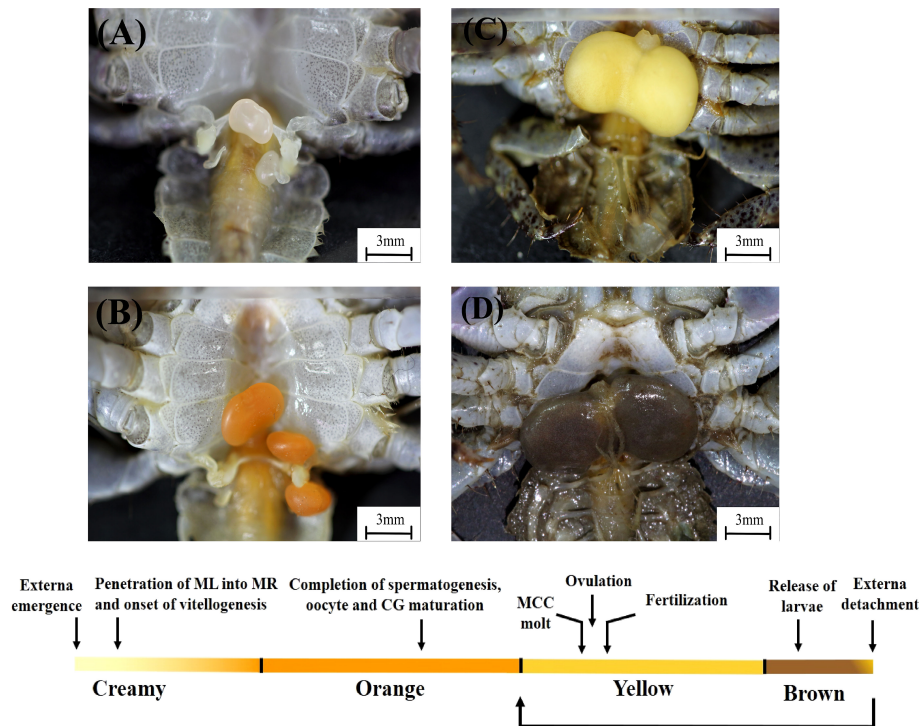 (A)
3mm
(C)
3mm
(B)
3mm
(D)
3mm
Externa
emergence
Penetration of ML into MR
and onset of vitellogenesis
Completion of spermatogenesis,
oocyte and CG maturation
Ovulation
MCC
molt
Fertilization
Release of
larvae
Externa
detachment
Creamy
Orange
Yellow
Brown